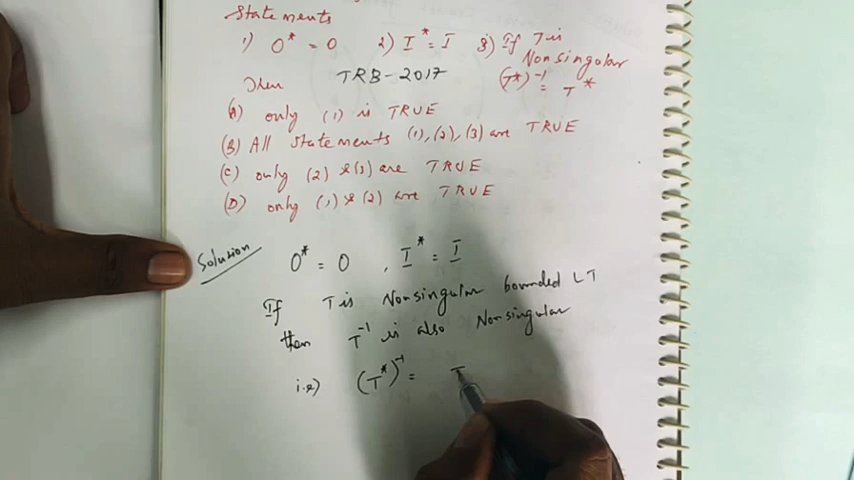 Statements
1) O* = 0 2) I* = I 3) If T is
Nonsingular
Then TRB-2017 (T*)⁻¹ = T*
(A) only (1) is TRUE
(B) All statements (1), (2), (3) are TRUE
(C) only (2) & (3) are TRUE
(D) only (1) & (2) are TRUE
Solution O* = 0 , I* = I
If T is Nonsingular bounded LT
then T⁻¹ is also Nonsingular
i.e) (T*)⁻¹ = T